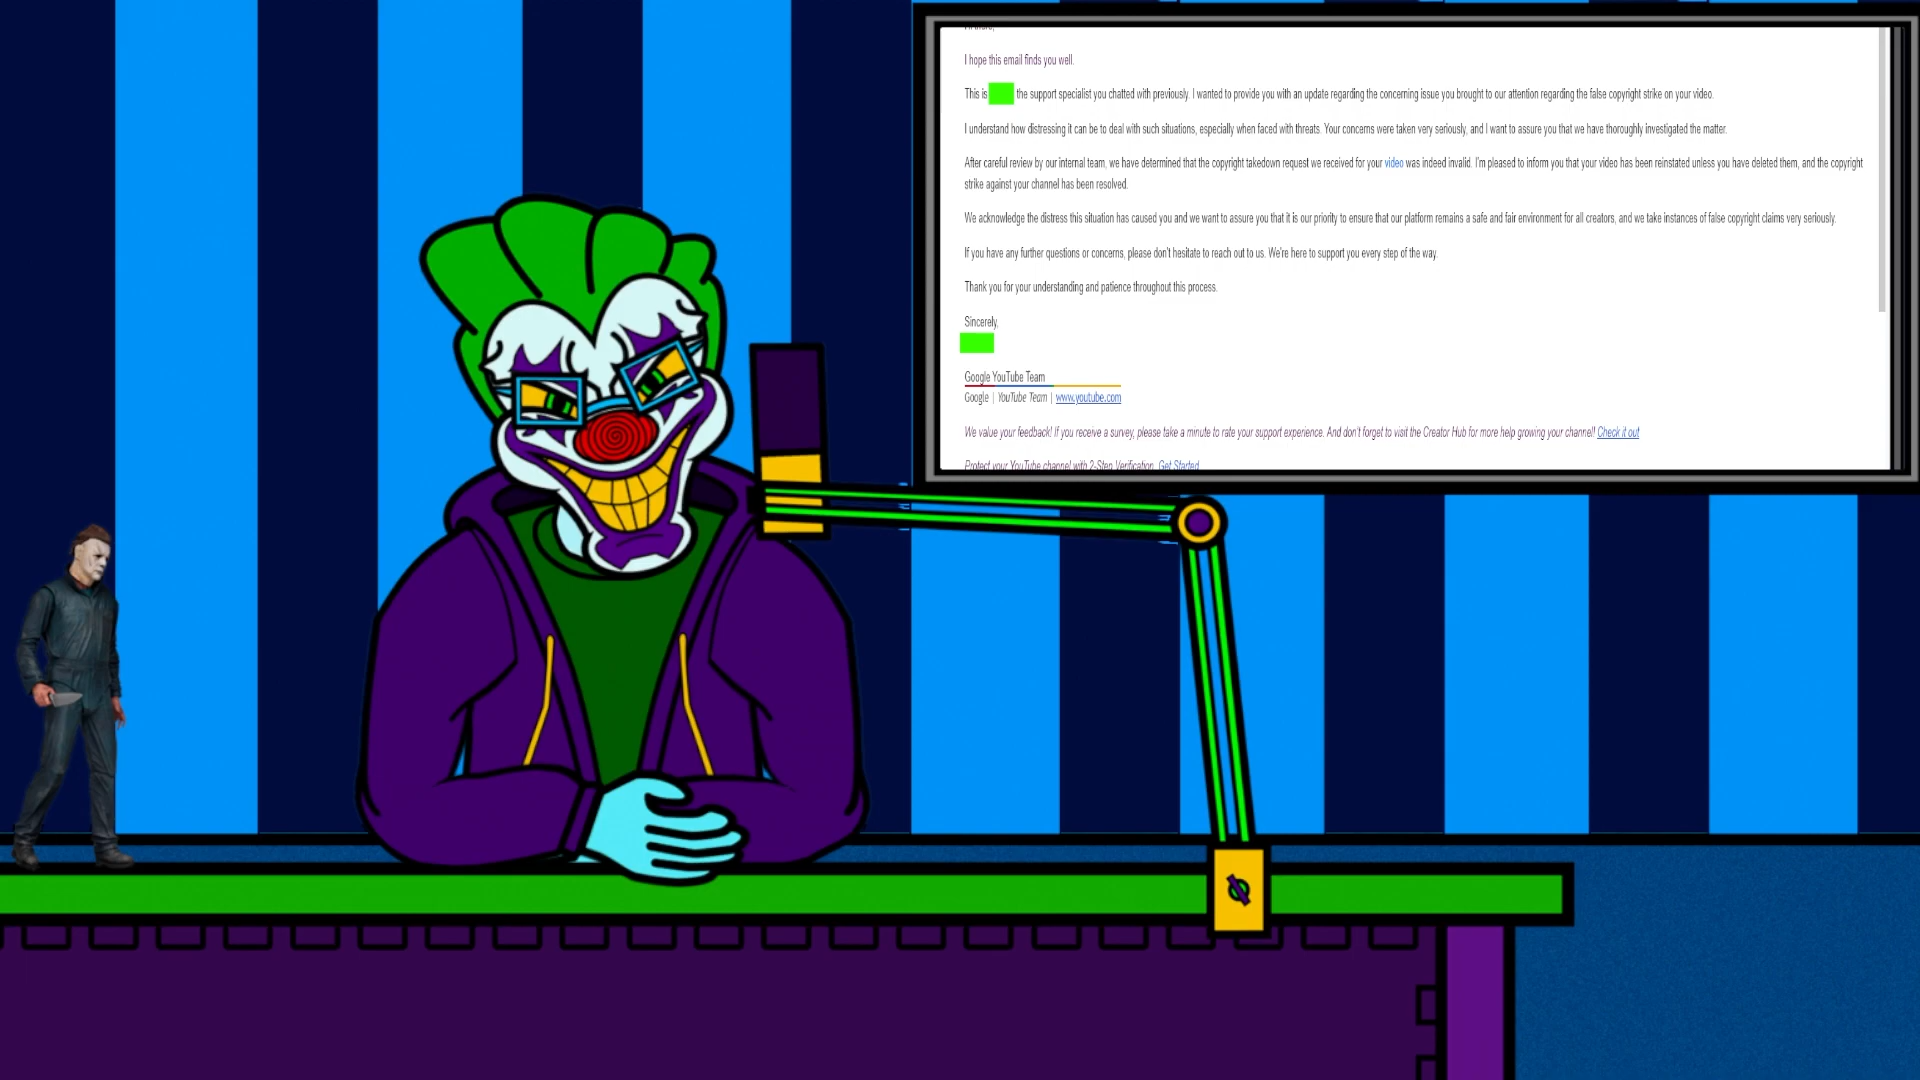 I hope this email finds you well.
This is the support specialist you chatted with previously. I wanted to provide you with an update regarding the concerning issue you brought to our attention regarding the false copyright strike on your video.
I understand how distressing it can be to deal with such situations, especially when faced with threats. Your concerns were taken very seriously, and I want to assure you that we have thoroughly investigated the matter.
After careful review by our internal team, we have determined that the copyright takedown request we received for your video was indeed invalid. I'm pleased to inform you that your video has been reinstated unless you have deleted them, and the copyright
strike against your channel has been resolved.
We acknowledge the distress this situation has caused you and we want to assure you that it is our priority to ensure that our platform remains a safe and fair environment for all creators, and we take instances of false copyright claims very seriously.
If you have any further questions or concerns, please don't hesitate to reach out to us. We're here to support you every step of the way.
Thank you for your understanding and patience throughout this process.
Sincerely,
Google YouTube Team
Google | YouTube Team | www.youtube.com
We value your feedback! If you receive a survey, please take a minute to rate your support experience. And don't forget to visit the Creator Hub for more help growing your channel! Check it out
Protect your YouTube channel with 2-Step Verification. Get Started